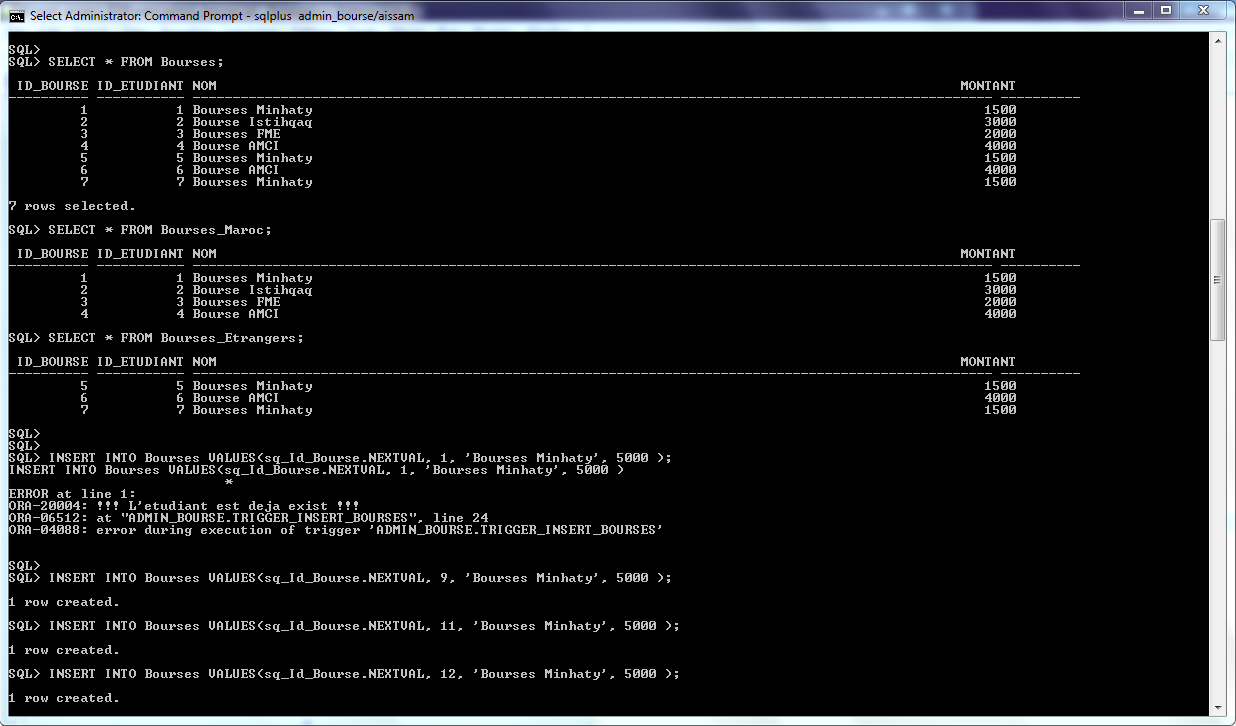 Select Administrator: Command Prompt - sqlplus  admin_bourse/aissam
SQL>
SQL> SELECT * FROM Bourses;
ID_BOURSE ID_ETUDIANT NOM MONTANT
---------- ----------- ---------------------------------------------------------------------------------------------------- ----------
1 1 Bourses Minhaty 1500
2 2 Bourse Istihqaq 3000
3 3 Bourses FME 2000
4 4 Bourse AMCI 4000
5 5 Bourses Minhaty 1500
6 6 Bourse AMCI 4000
7 7 Bourses Minhaty 1500
7 rows selected.
SQL> SELECT * FROM Bourses_Maroc;
ID_BOURSE ID_ETUDIANT NOM MONTANT
---------- ----------- ---------------------------------------------------------------------------------------------------- ----------
1 1 Bourses Minhaty 1500
2 2 Bourse Istihqaq 3000
3 3 Bourses FME 2000
4 4 Bourse AMCI 4000
SQL> SELECT * FROM Bourses_Etrangers;
ID_BOURSE ID_ETUDIANT NOM MONTANT
---------- ----------- ---------------------------------------------------------------------------------------------------- ----------
5 5 Bourses Minhaty 1500
6 6 Bourse AMCI 4000
7 7 Bourses Minhaty 1500
SQL>
SQL>
SQL> INSERT INTO Bourses VALUES(sq_Id_Bourse.NEXTVAL, 1, 'Bourses Minhaty', 5000 );
INSERT INTO Bourses VALUES(sq_Id_Bourse.NEXTVAL, 1, 'Bourses Minhaty', 5000 )
*
ERROR at line 1:
ORA-20004: !!! L'etudiant est deja exist !!!
ORA-06512: at "ADMIN_BOURSE.TRIGGER_INSERT_BOURSES", line 24
ORA-04088: error during execution of trigger 'ADMIN_BOURSE.TRIGGER_INSERT_BOURSES'
SQL>
SQL> INSERT INTO Bourses VALUES(sq_Id_Bourse.NEXTVAL, 9, 'Bourses Minhaty', 5000 );
1 row created.
SQL> INSERT INTO Bourses VALUES(sq_Id_Bourse.NEXTVAL, 11, 'Bourses Minhaty', 5000 );
1 row created.
SQL> INSERT INTO Bourses VALUES(sq_Id_Bourse.NEXTVAL, 12, 'Bourses Minhaty', 5000 );
1 row created.